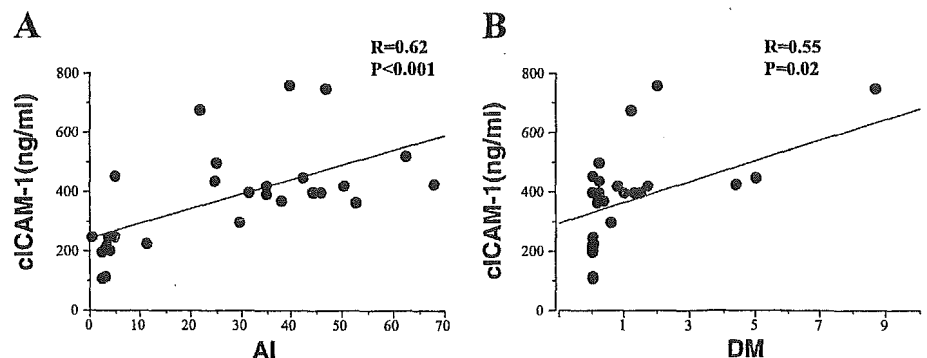 A
R=0.62
P<0.001
cICAM-1(ng/ml)
800
600
400
200
0
0 10 20 30 40 50 60 70
AI
B
R=0.55
P=0.02
cICAM-1(ng/ml)
800
600
400
200
0
1 3 5 7 9
DM